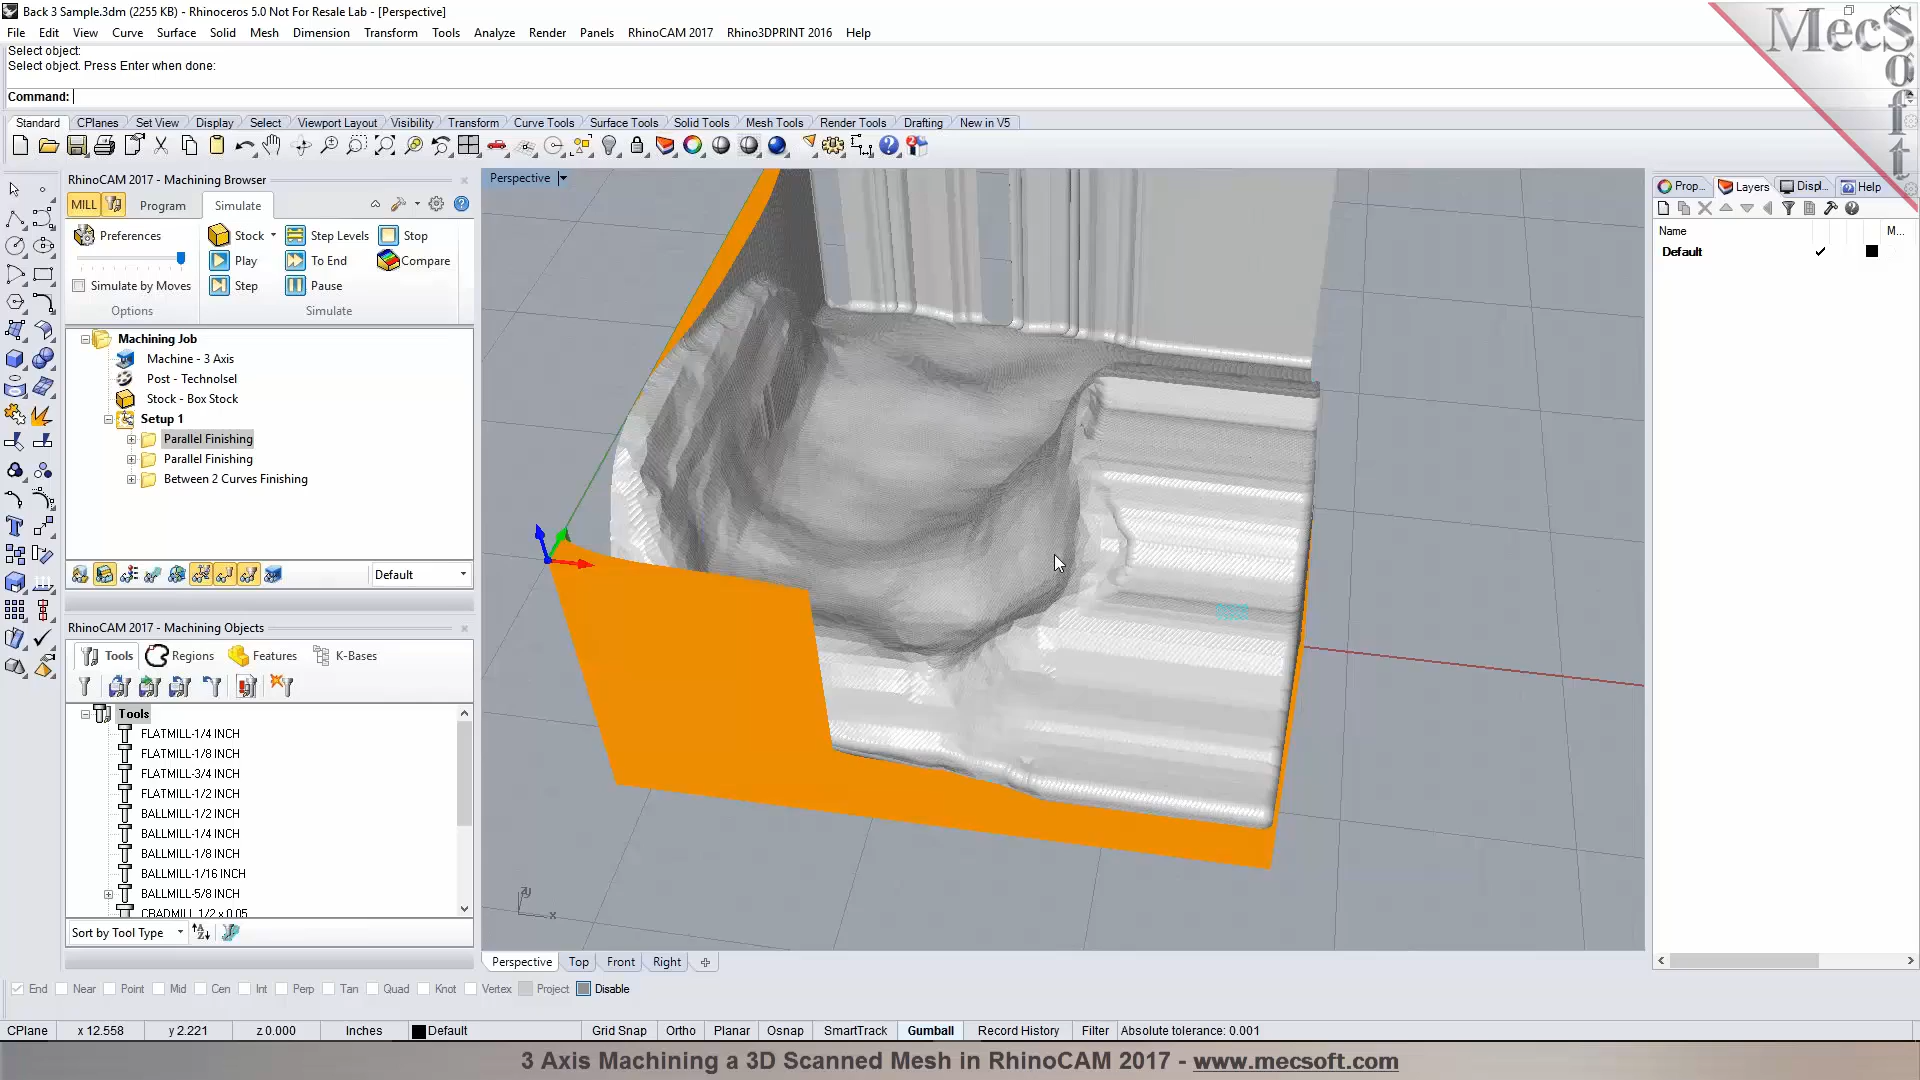 Back 3 Sample.3dm (2255 KB) - Rhinoceros 5.0 Not For Resale Lab - [Perspective]
File Edit View Curve Surface Solid Mesh Dimension Transform Tools Analyze Render Panels RhinoCAM 2017 Rhino3DPRINT 2016 Help
MecSoft
Select object:
Select object. Press Enter when done:
Command:
Standard CPlanes Set View Display Select Viewport Layout Visibility Transform Curve Tools Surface Tools Solid Tools Mesh Tools Render Tools Drafting New in V5
RhinoCAM 2017 - Machining Browser
MILL Program Simulate
Preferences Stock Step Levels Stop
Play To End Compare
Simulate by Moves Step Pause
Options Simulate
Machining Job
Machine - 3 Axis
Post - Technolsel
Stock - Box Stock
Setup 1
Parallel Finishing
Parallel Finishing
Between 2 Curves Finishing
Default
RhinoCAM 2017 - Machining Objects
Tools Regions Features K-Bases
Tools
FLATMILL-1/4 INCH
FLATMILL-1/8 INCH
FLATMILL-3/4 INCH
FLATMILL-1/2 INCH
BALLMILL-1/2 INCH
BALLMILL-1/4 INCH
BALLMILL-1/8 INCH
BALLMILL-1/16 INCH
BALLMILL-5/8 INCH
CRADMILL 1/2 x 0.05
Sort by Tool Type
Perspective
x
Perspective Top Front Right
Prop... Layers Displ... Help
Name M...
Default
End Near Point Mid Cen Int Perp Tan Quad Knot Vertex Project Disable
CPlane x 12.558 y 2.221 z 0.000 Inches Default Grid Snap Ortho Planar Osnap SmartTrack Gumball Record History Filter Absolute tolerance: 0.001
3 Axis Machining a 3D Scanned Mesh in RhinoCAM 2017 - www.mecsoft.com